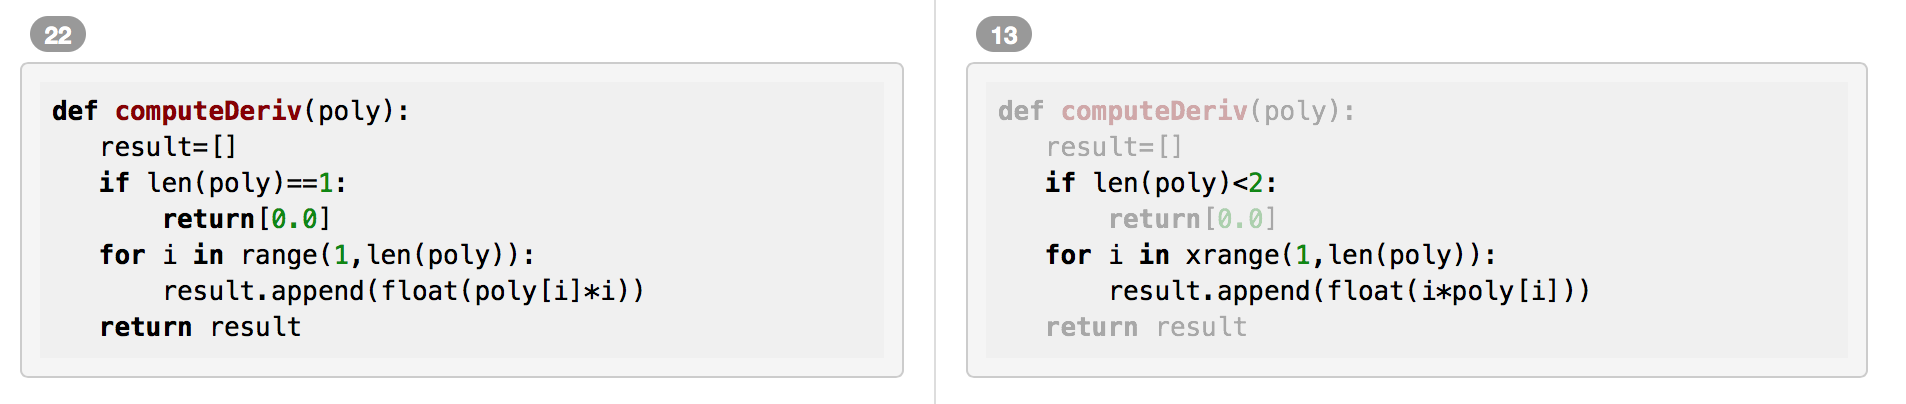 22
def computeDeriv(poly):
   result=[]
   if len(poly)==1:
       return[0.0]
   for i in range(1,len(poly)):
       result.append(float(poly[i]*i))
   return result
13
def computeDeriv(poly):
   result=[]
   if len(poly)<2:
       return[0.0]
   for i in xrange(1,len(poly)):
       result.append(float(i*poly[i]))
   return result